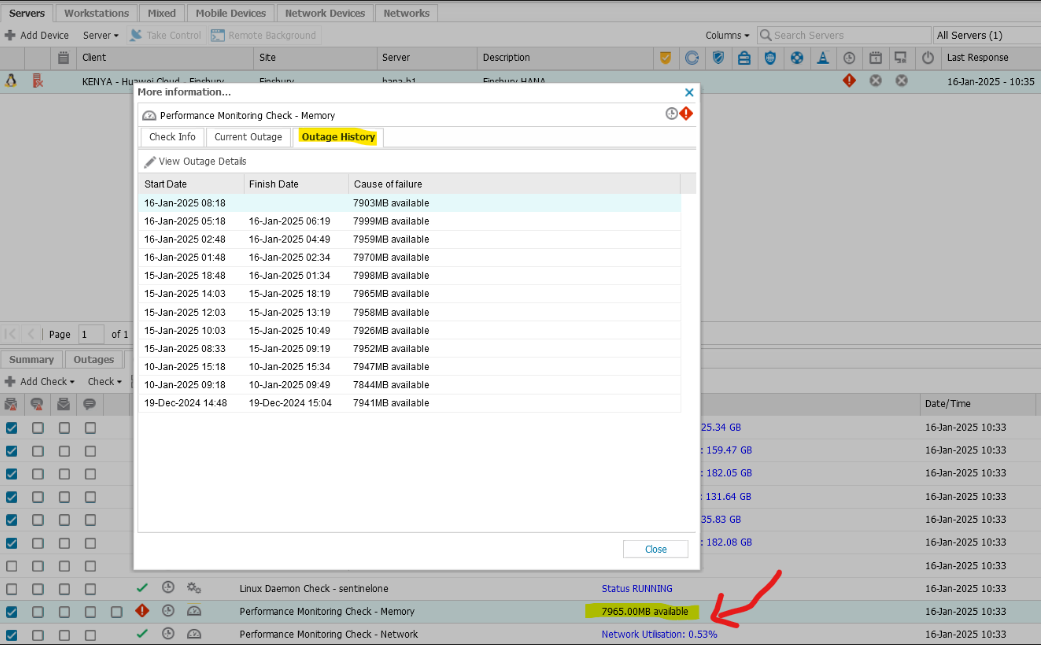 Servers Workstations Mixed Mobile Devices Network Devices Networks
Add Device Server Take Control Remote Background Columns Search Servers All Servers (1)
Client Site Server Description Last Response
KENYA - Huawei Cloud - Finsbury Finsbury hana-b1 Finsbury HANA 16-Jan-2025 - 10:35
More information...
Performance Monitoring Check - Memory
Check Info Current Outage Outage History
View Outage Details
Start Date Finish Date Cause of failure
16-Jan-2025 08:18 7903MB available
16-Jan-2025 05:18 16-Jan-2025 06:19 7999MB available
16-Jan-2025 02:48 16-Jan-2025 04:49 7959MB available
16-Jan-2025 01:48 16-Jan-2025 02:34 7970MB available
15-Jan-2025 18:48 16-Jan-2025 01:34 7998MB available
15-Jan-2025 14:03 15-Jan-2025 18:19 7965MB available
15-Jan-2025 12:03 15-Jan-2025 13:19 7958MB available
15-Jan-2025 10:03 15-Jan-2025 10:49 7926MB available
15-Jan-2025 08:33 15-Jan-2025 09:19 7952MB available
10-Jan-2025 15:18 10-Jan-2025 15:34 7947MB available
10-Jan-2025 09:18 10-Jan-2025 09:49 7844MB available
19-Dec-2024 14:48 19-Dec-2024 15:04 7941MB available
Close
Page 1 of 1
Summary Outages
Add Check Check
Date/Time
25.34 GB 16-Jan-2025 10:33
: 159.47 GB 16-Jan-2025 10:33
: 182.05 GB 16-Jan-2025 10:33
: 131.64 GB 16-Jan-2025 10:33
35.83 GB 16-Jan-2025 10:33
: 182.08 GB 16-Jan-2025 10:33
16-Jan-2025 10:33
Linux Daemon Check - sentinelone Status RUNNING 16-Jan-2025 10:33
Performance Monitoring Check - Memory 7965.00MB available 16-Jan-2025 10:33
Performance Monitoring Check - Network Network Utilisation: 0.53% 16-Jan-2025 10:33